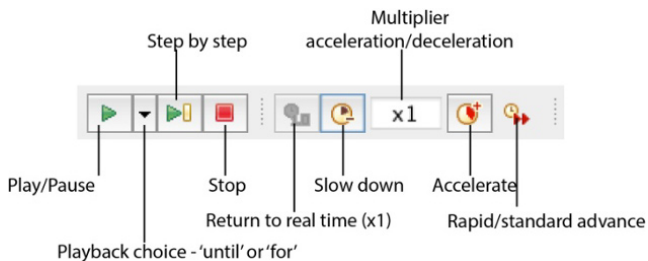 Multiplier
Step by step
acceleration/deceleration
x1
Play/Pause
Stop
Slow down
Accelerate
Return to real time (x1)
Rapid/standard advance
Playback choice - ‘until’ or ‘for’